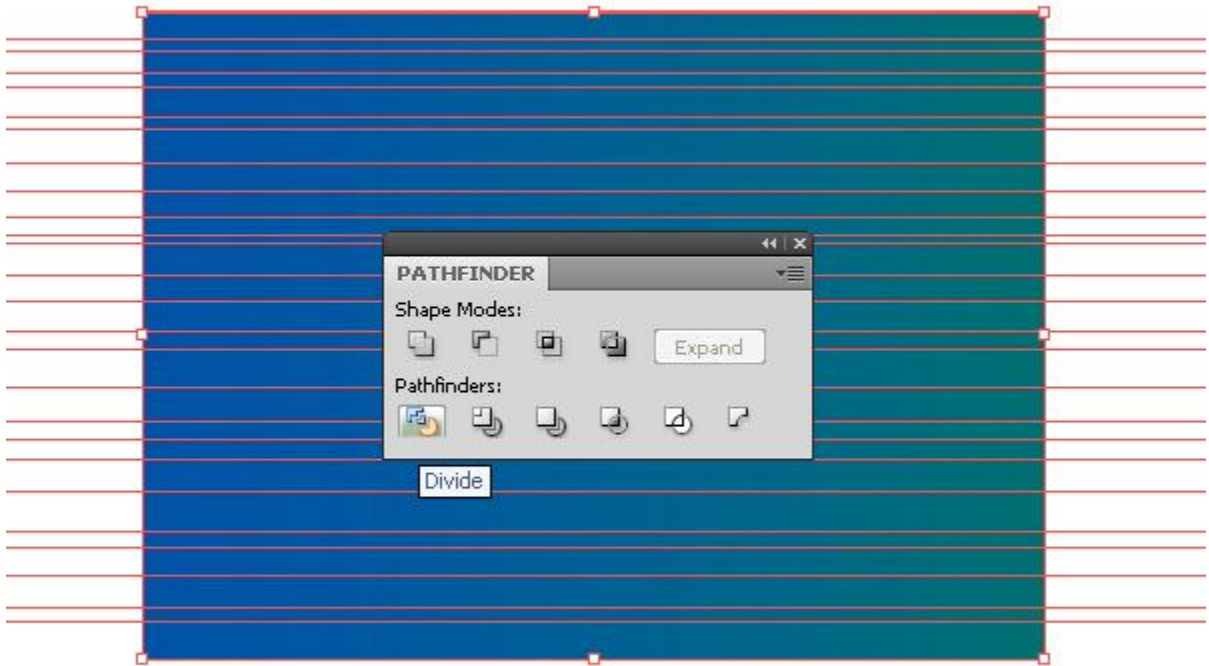 PATHFINDER
Shape Modes:
Expand
Pathfinders:
Divide